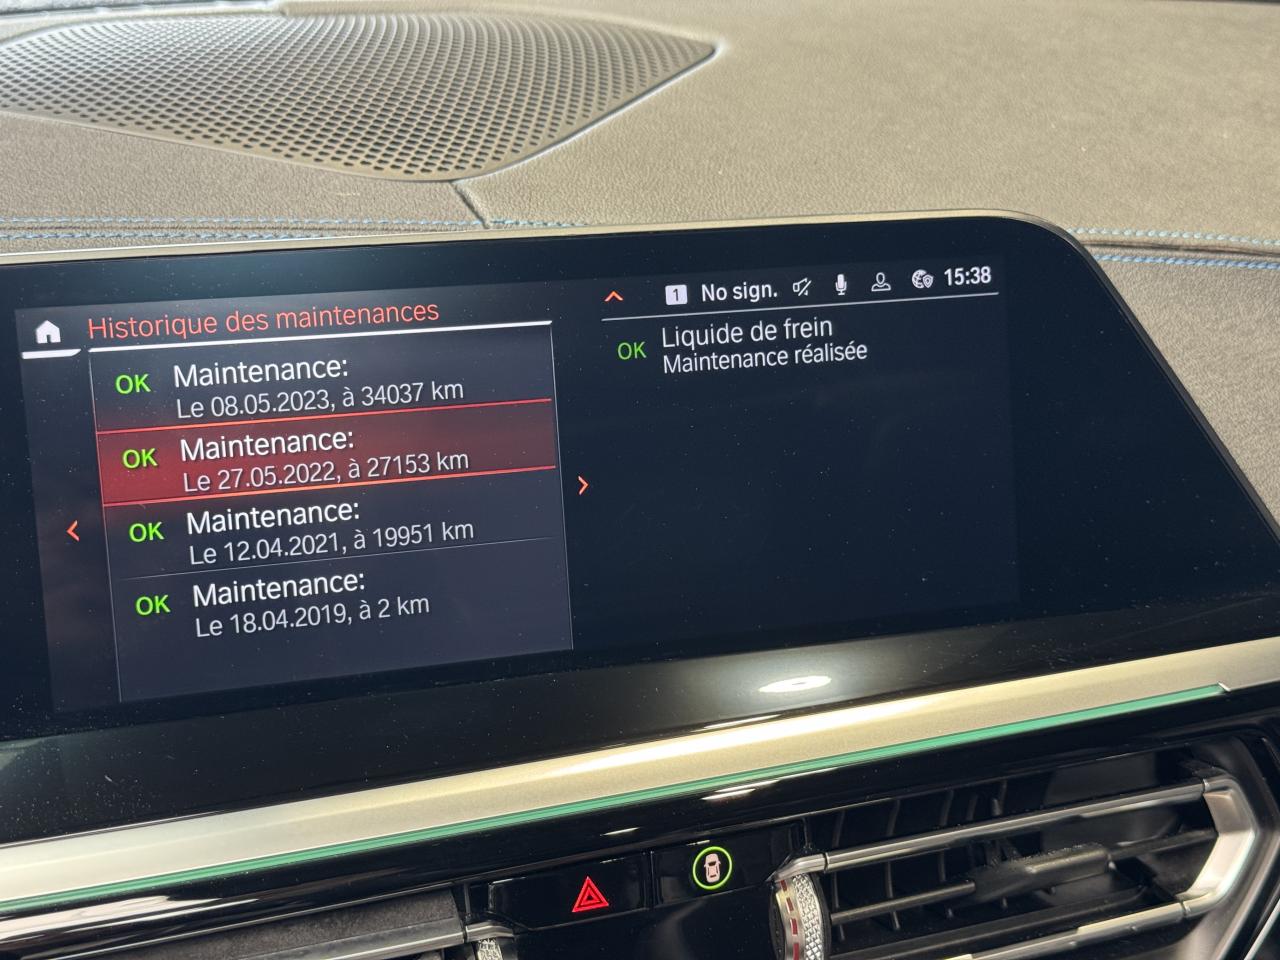 Historique des maintenances
OK Maintenance:
Le 08.05.2023, à 34037 km
OK Maintenance:
Le 27.05.2022, à 27153 km
OK Maintenance:
Le 12.04.2021, à 19951 km
OK Maintenance:
Le 18.04.2019, à 2 km
1 No sign. 15:38
OK Liquide de frein
Maintenance réalisée